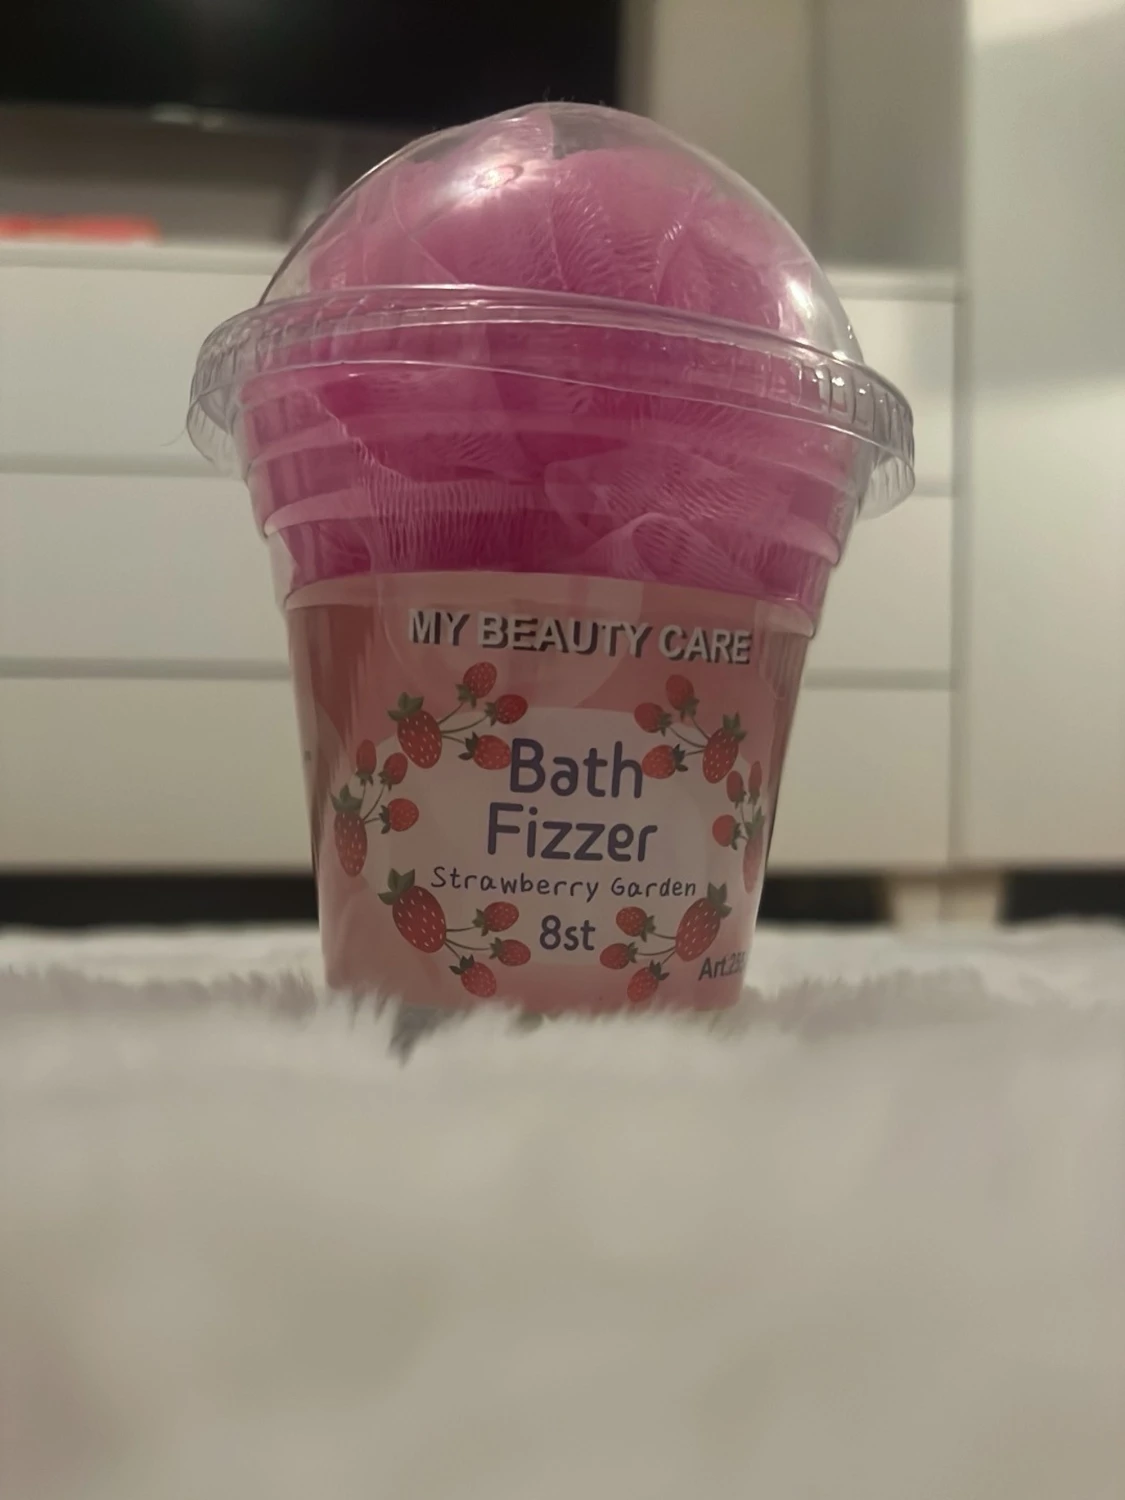 MY BEAUTY CARE
Bath
Fizzer
Strawberry Garden
8st